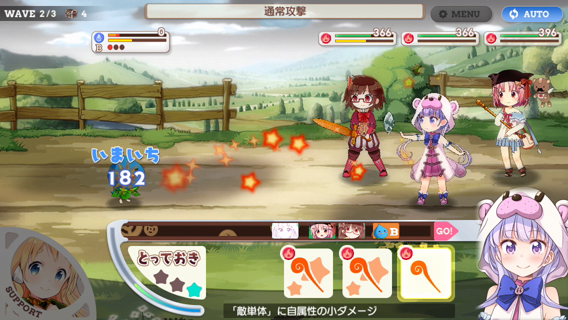 WAVE 2/3 4
通常攻撃
MENU
AUTO
0
B
366
366
396
いまいち
182
B GO!
とっておき
SUPPORT
「敵単体」に自属性の小ダメージ